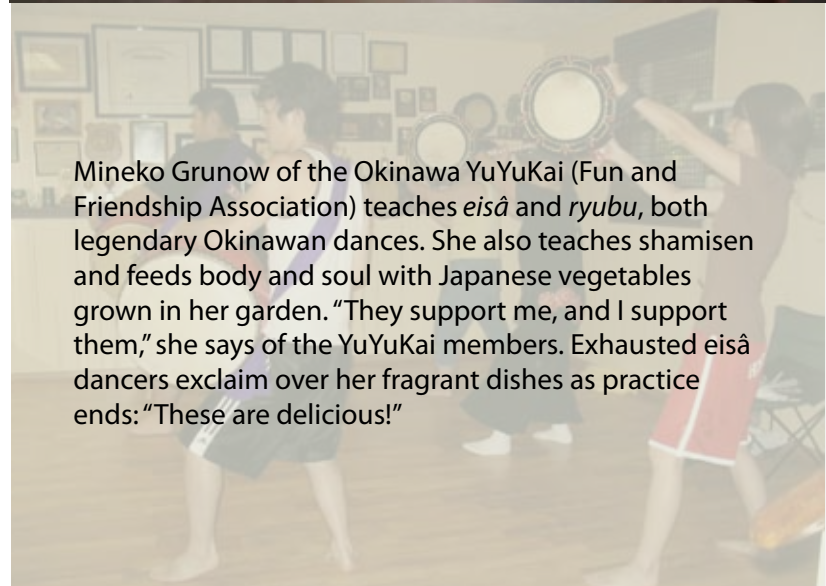 Mineko Grunow of the Okinawa YuYuKai (Fun and
Friendship Association) teaches eisâ and ryubu, both
legendary Okinawan dances. She also teaches shamisen
and feeds body and soul with Japanese vegetables
grown in her garden. “They support me, and I support
them,” she says of the YuYuKai members. Exhausted eisâ
dancers exclaim over her fragrant dishes as practice
ends: “These are delicious!”